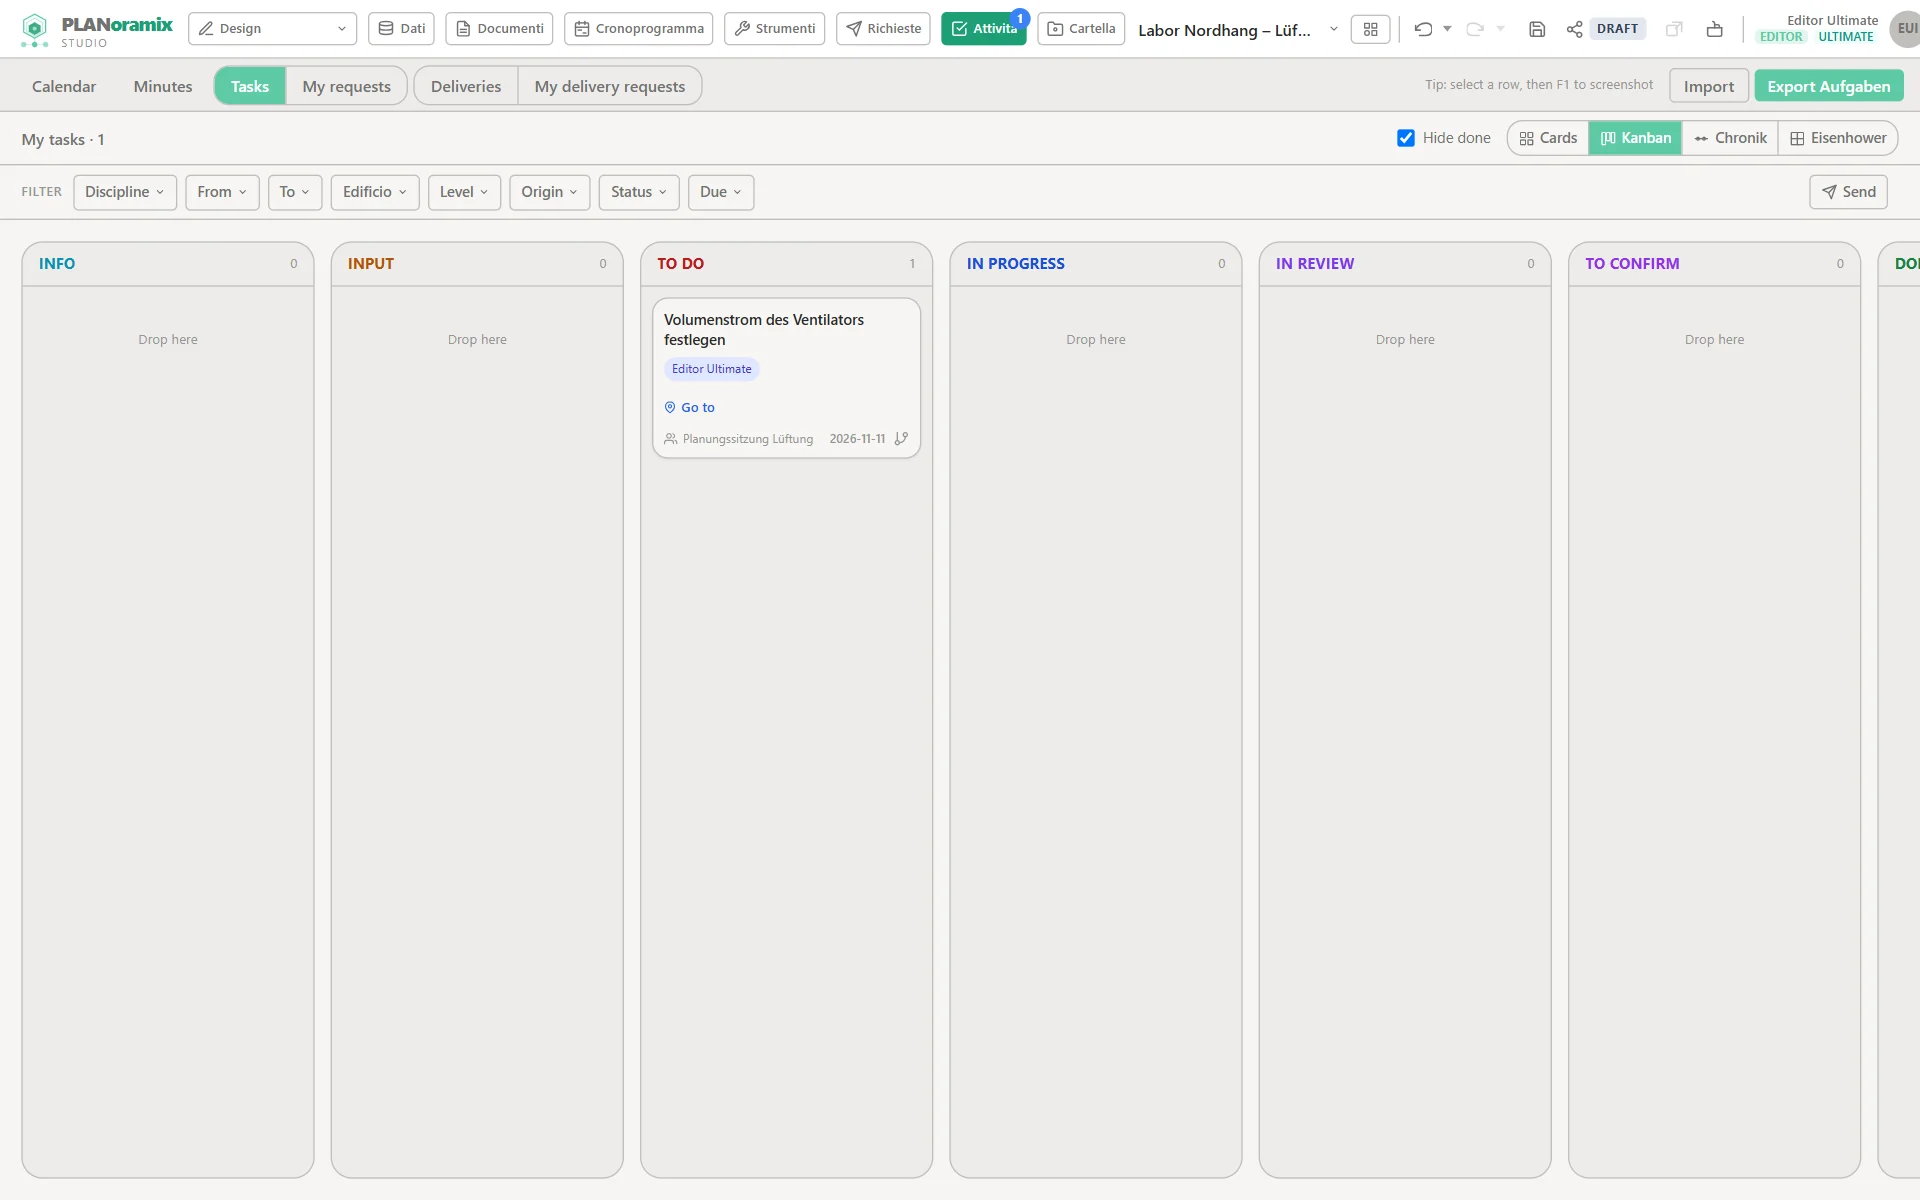 PLANoramix
STUDIO
Design
Dati
Documenti
Cronoprogramma
Strumenti
Richieste
Attività
1
Cartella
Labor Nordhang – Lüf...
DRAFT
Editor Ultimate
EDITOR ULTIMATE
EUI
Calendar
Minutes
Tasks
My requests
Deliveries
My delivery requests
Tip: select a row, then F1 to screenshot
Import
Export Aufgaben
My tasks · 1
Hide done
Cards
Kanban
Chronik
Eisenhower
FILTER
Discipline
From
To
Edificio
Level
Origin
Status
Due
Send
INFO 0
Drop here
INPUT 0
Drop here
TO DO 1
Volumenstrom des Ventilators
festlegen
Editor Ultimate
Go to
Planungssitzung Lüftung 2026-11-11
IN PROGRESS 0
Drop here
IN REVIEW 0
Drop here
TO CONFIRM 0
Drop here